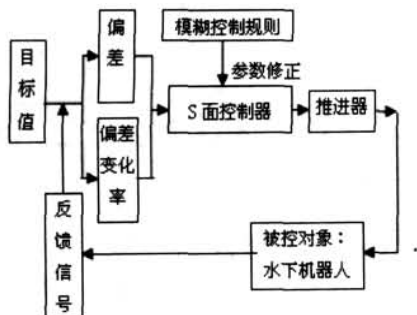 模糊控制规则
偏
差
目
标
值
参数修正
S面控制器
推进器
偏差
变化
率
反
馈
信
号
被控对象：
水下机器人